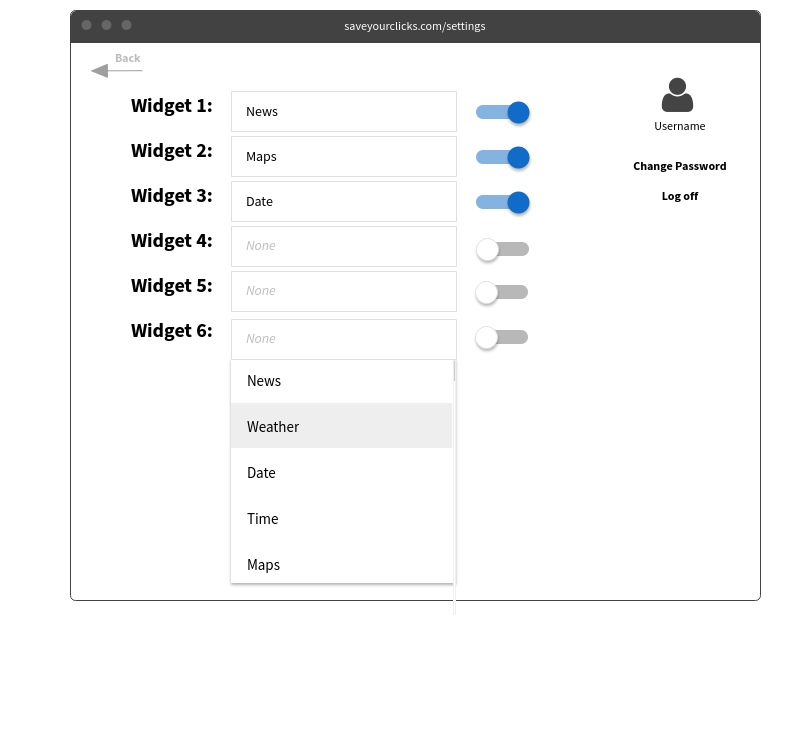 saveyourclicks.com/settings
Back
Widget 1: News
Widget 2: Maps
Widget 3: Date
Widget 4: None
Widget 5: None
Widget 6: None
News
Weather
Date
Time
Maps
Username
Change Password
Log off